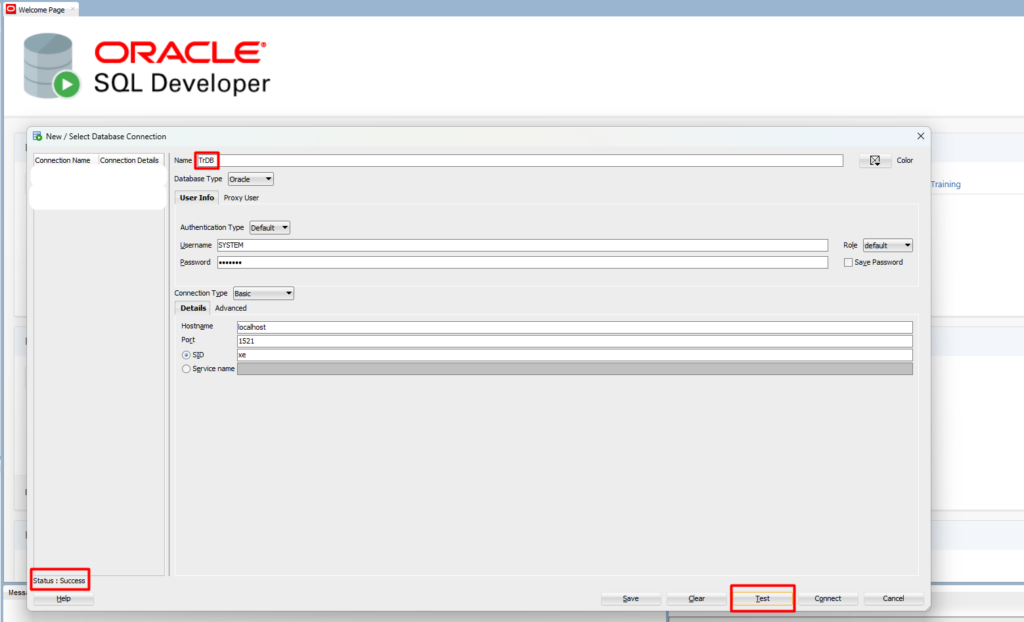 Welcome Page
ORACLE
SQL Developer
New / Select Database Connection
Connection Name Connection Details
Name TrDB Color
Database Type Oracle
Training
User Info Proxy User
Authentication Type Default
Username SYSTEM Role default
Password ••••••• Save Password
Connection Type Basic
Details Advanced
Hostname localhost
Port 1521
SID xe
Service name
Status : Success
Help Save Clear Test Connect Cancel